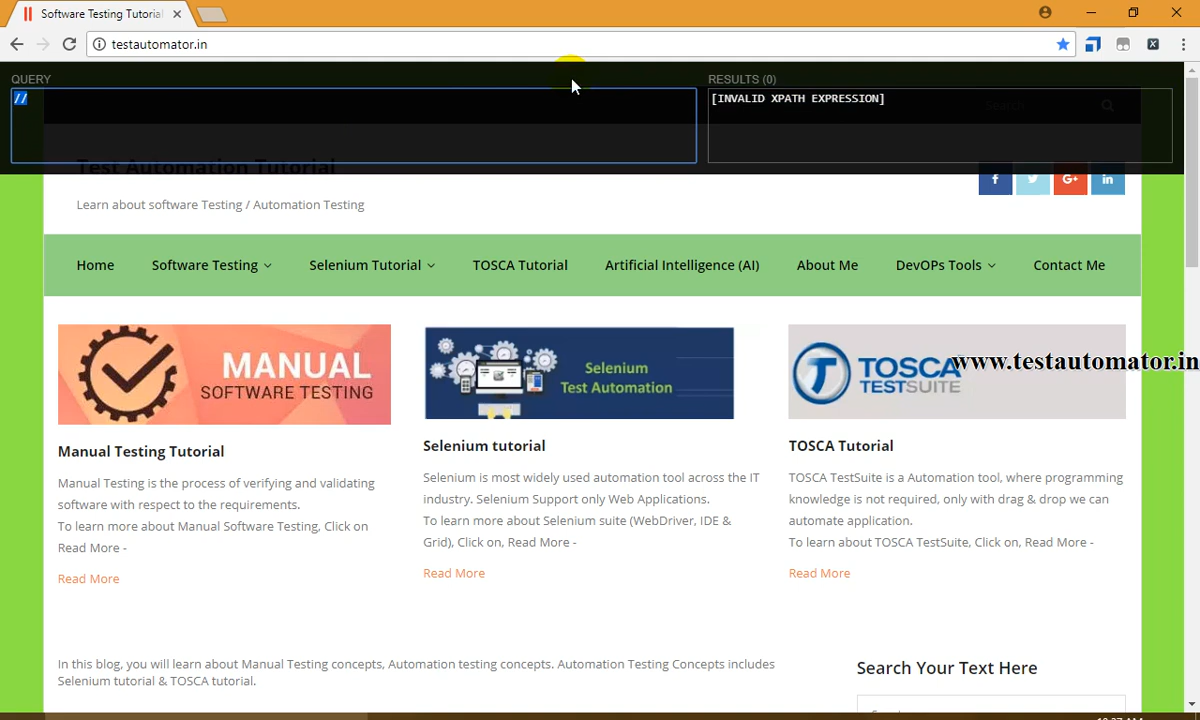 Software Testing Tutorial
testautomator.in
QUERY
RESULTS (0)
//
[INVALID XPATH EXPRESSION]
Search
Test Automation Tutorial
Learn about software Testing / Automation Testing
Home Software Testing Selenium Tutorial TOSCA Tutorial Artificial Intelligence (AI) About Me DevOPs Tools Contact Me
MANUAL
SOFTWARE TESTING
Selenium
Test Automation
TOSCA
TESTSUITE
www.testautomator.in
Manual Testing Tutorial
Manual Testing is the process of verifying and validating
software with respect to the requirements.
To learn more about Manual Software Testing, Click on
Read More -
Read More
Selenium tutorial
Selenium is most widely used automation tool across the IT
industry. Selenium Support only Web Applications.
To learn more about Selenium suite (WebDriver, IDE &
Grid), Click on, Read More -
Read More
TOSCA Tutorial
TOSCA TestSuite is a Automation tool, where programming
knowledge is not required, only with drag & drop we can
automate application.
To learn about TOSCA TestSuite, Click on, Read More -
Read More
In this blog, you will learn about Manual Testing concepts, Automation testing concepts. Automation Testing Concepts includes
Selenium tutorial & TOSCA tutorial.
Search Your Text Here